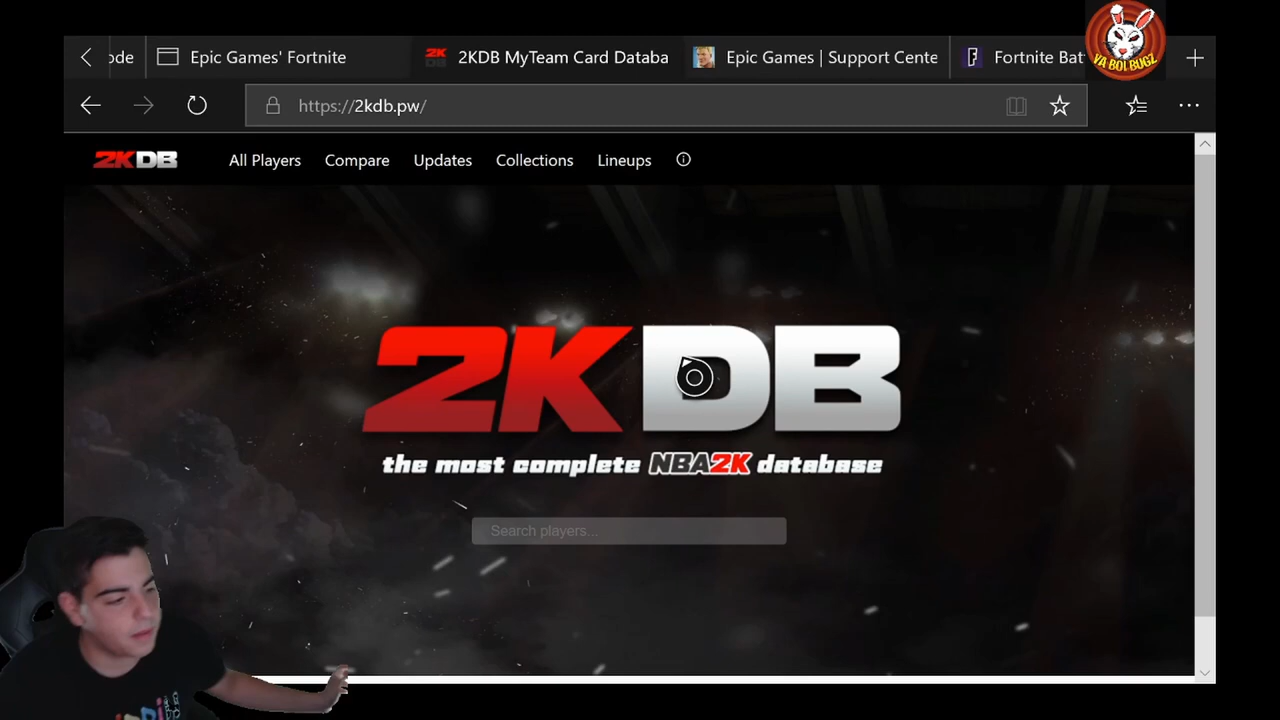 ode
Epic Games' Fortnite
2KDB MyTeam Card Databa
Epic Games | Support Cente
Fortnite Bat
YA BOI BUGZ
https://2kdb.pw/
2KDB
All Players
Compare
Updates
Collections
Lineups
2KDB
the most complete NBA2K database
Search players...